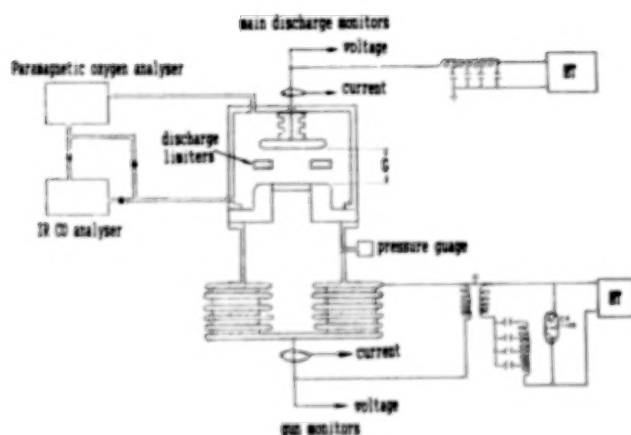 main discharge monitors
voltage
Paramagnetic oxygen analyser
HT
current
discharge
limiters
G
IR CO analyser
pressure guage
HT
current
voltage
gun monitors